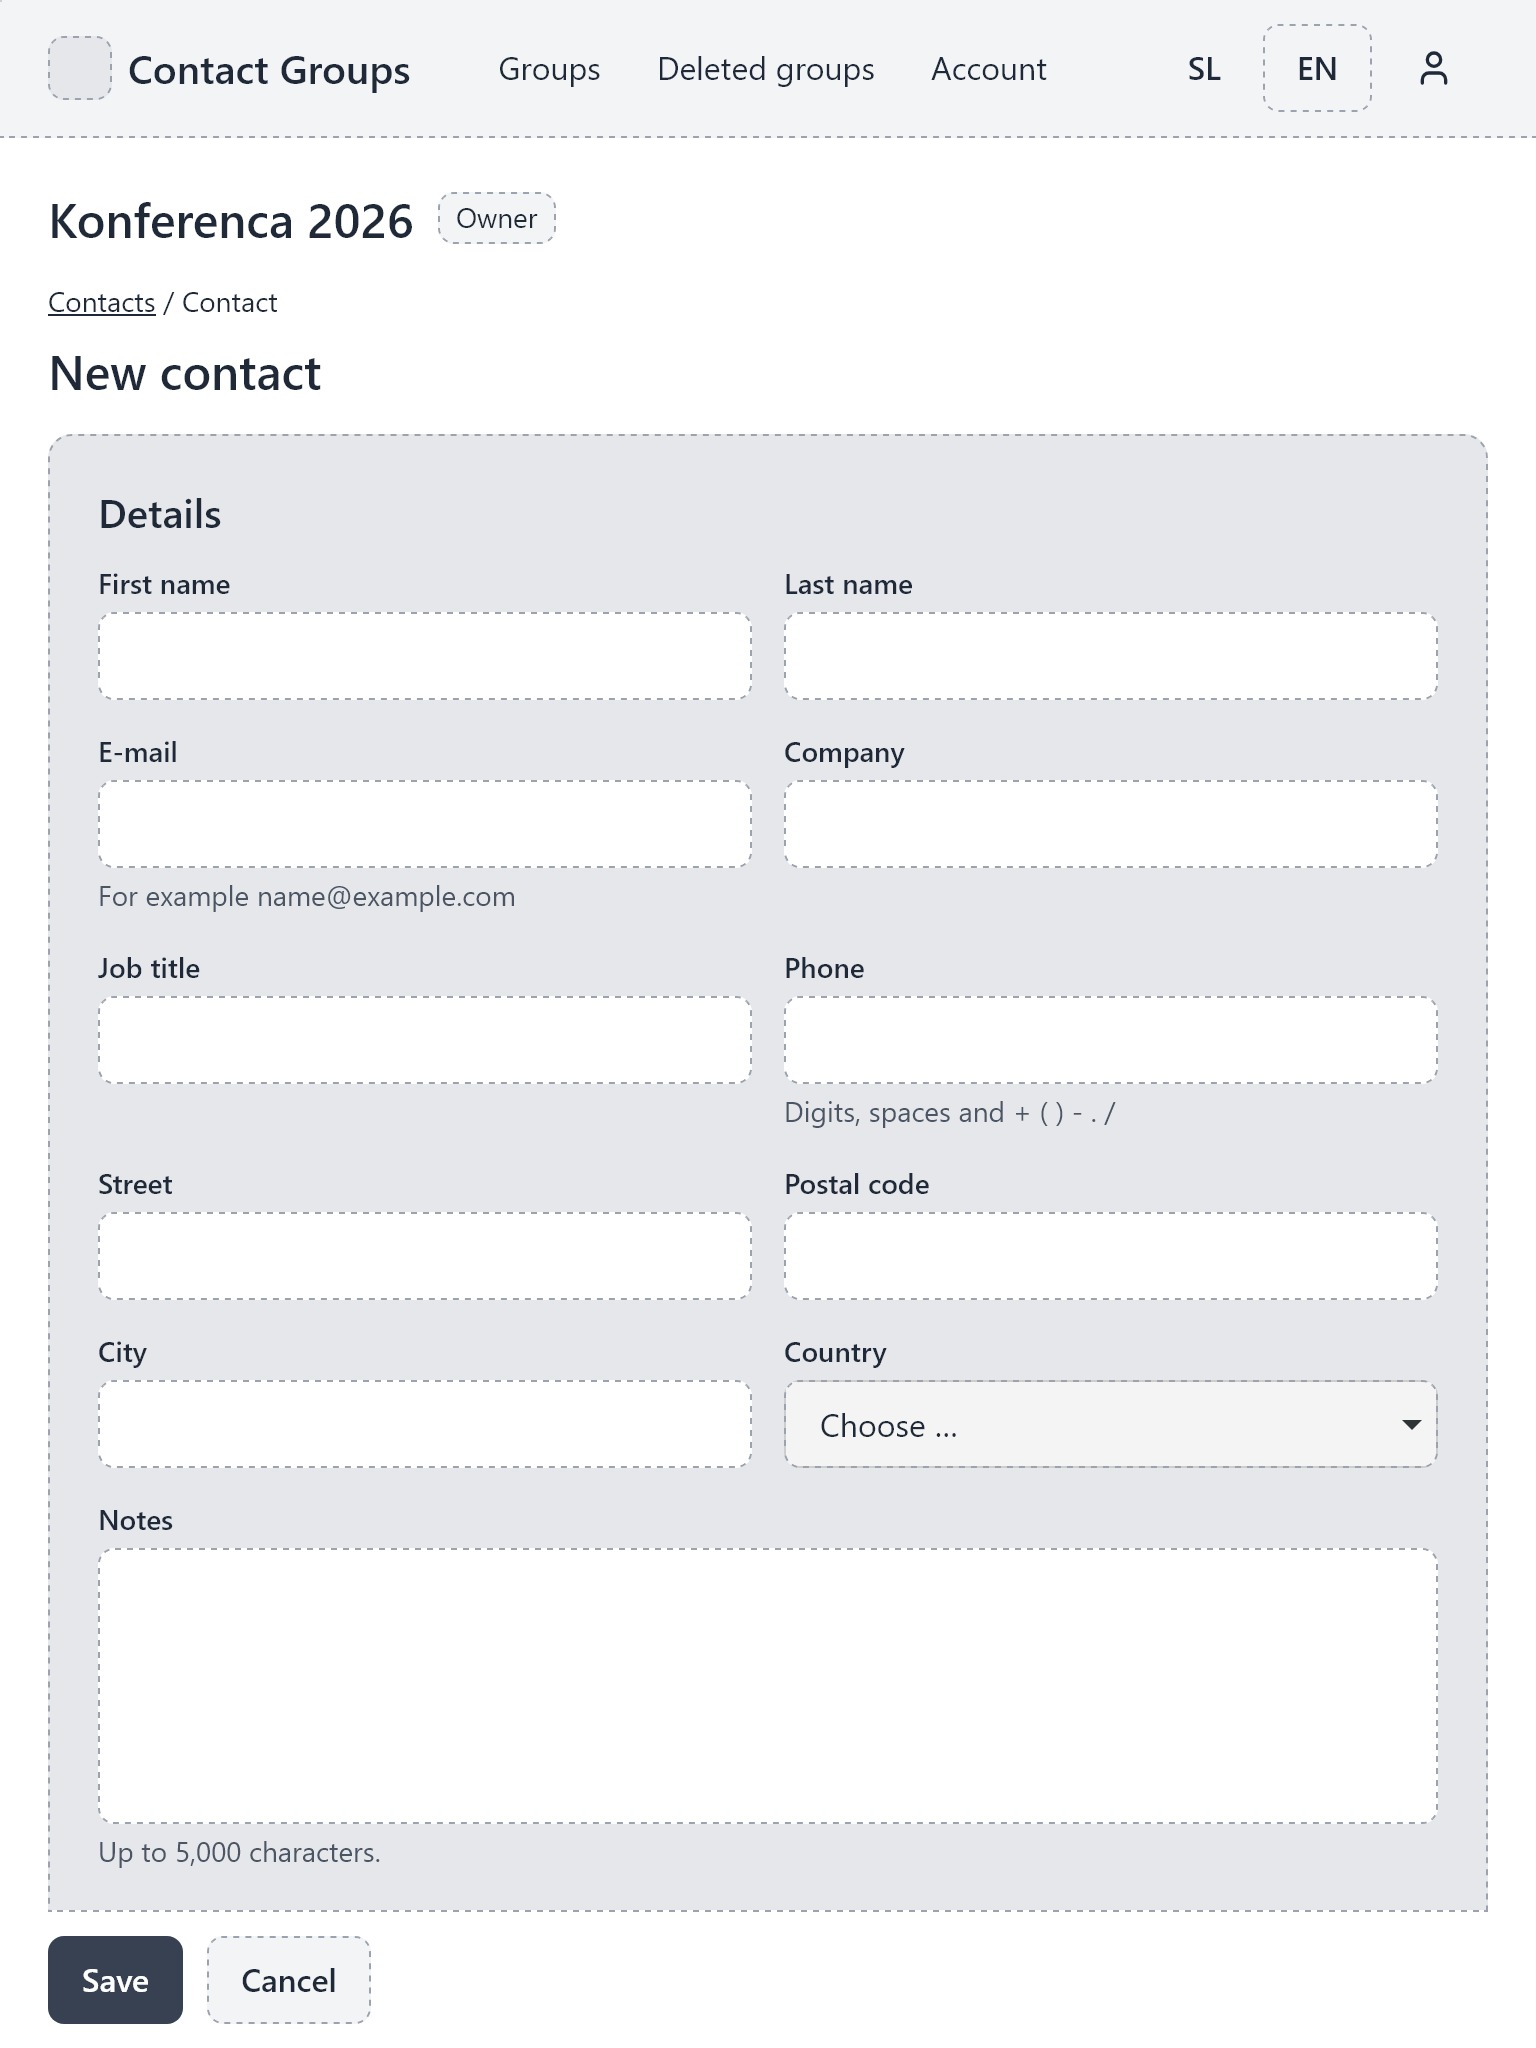 Contact Groups
Groups
Deleted groups
Account
SL
EN
Konferenca 2026
Owner
Contacts / Contact
New contact
Details
First name
Last name
E-mail
Company
For example name@example.com
Job title
Phone
Digits, spaces and + ( ) - . /
Street
Postal code
City
Country
Choose ...
Notes
Up to 5,000 characters.
Save
Cancel